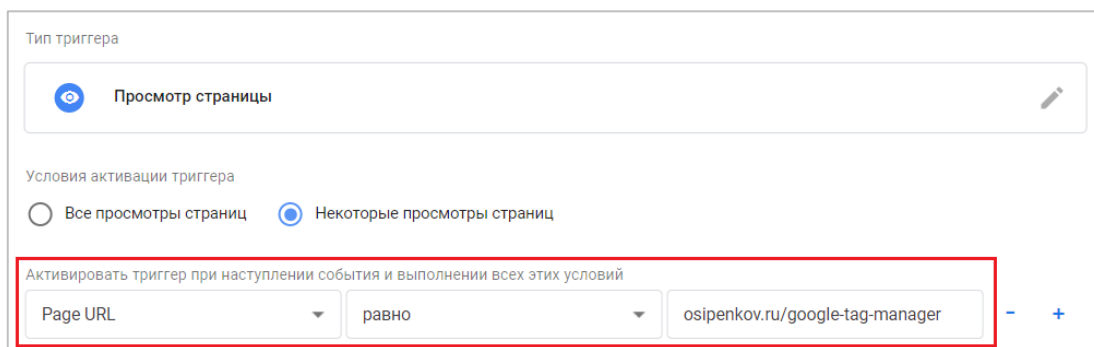 Тип триггера
Просмотр страницы
Условия активации триггера
Все просмотры страниц Некоторые просмотры страниц
Активировать триггер при наступлении события и выполнении всех этих условий
Page URL равно osipenkov.ru/google-tag-manager - +